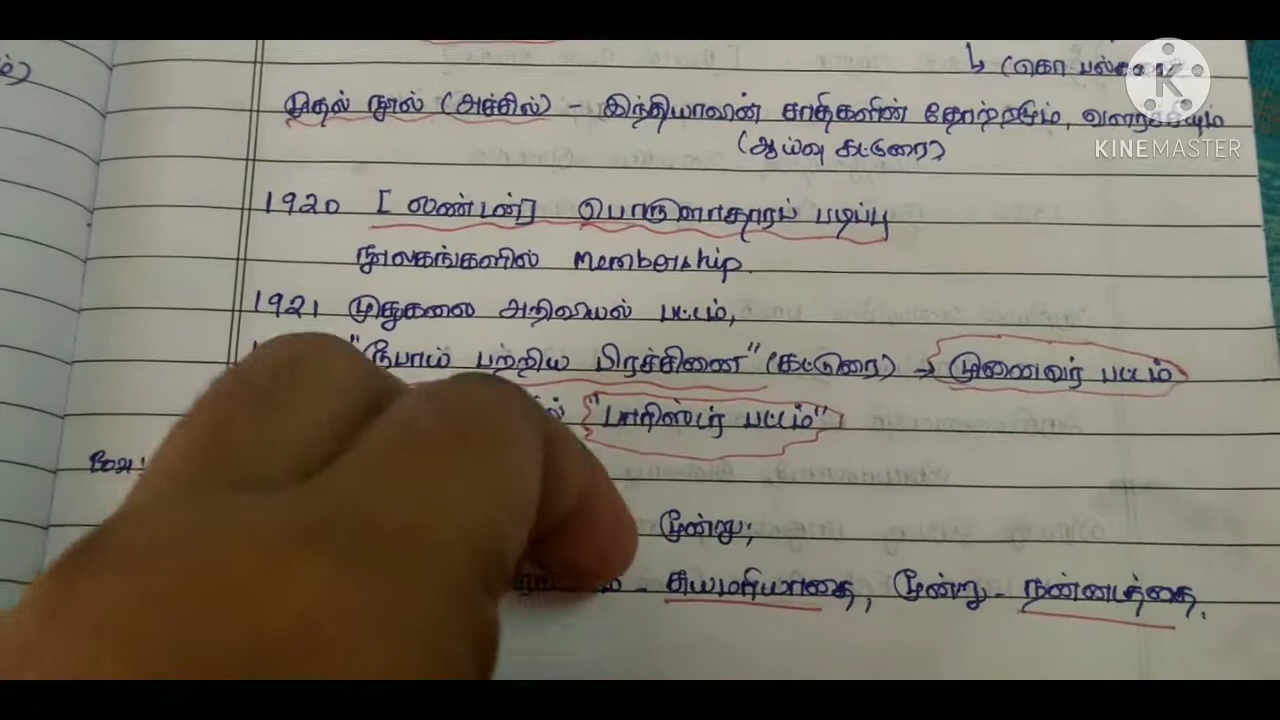 ↳ (கொ
முதல் நூல் (அச்சில்) - இந்தியாவின் சாதிகளின் தோற்றமும், வளர்ச்சியும்
(ஆய்வு கட்டுரை)
KINEMASTER
1920 [லண்டன்] பொருளாதாரப் படிப்பு
நூலகங்களில் Membership
1921 முதுகலை அறிவியல் பட்டம்,
"ரூபாய் பற்றிய பிரச்சினை" (கட்டுரை) → முனைவர் பட்டம்
"பாரிஸ்டர் பட்டம்"
மூன்று;
- சுயமரியாதை, மூன்று - நன்னடத்தை.